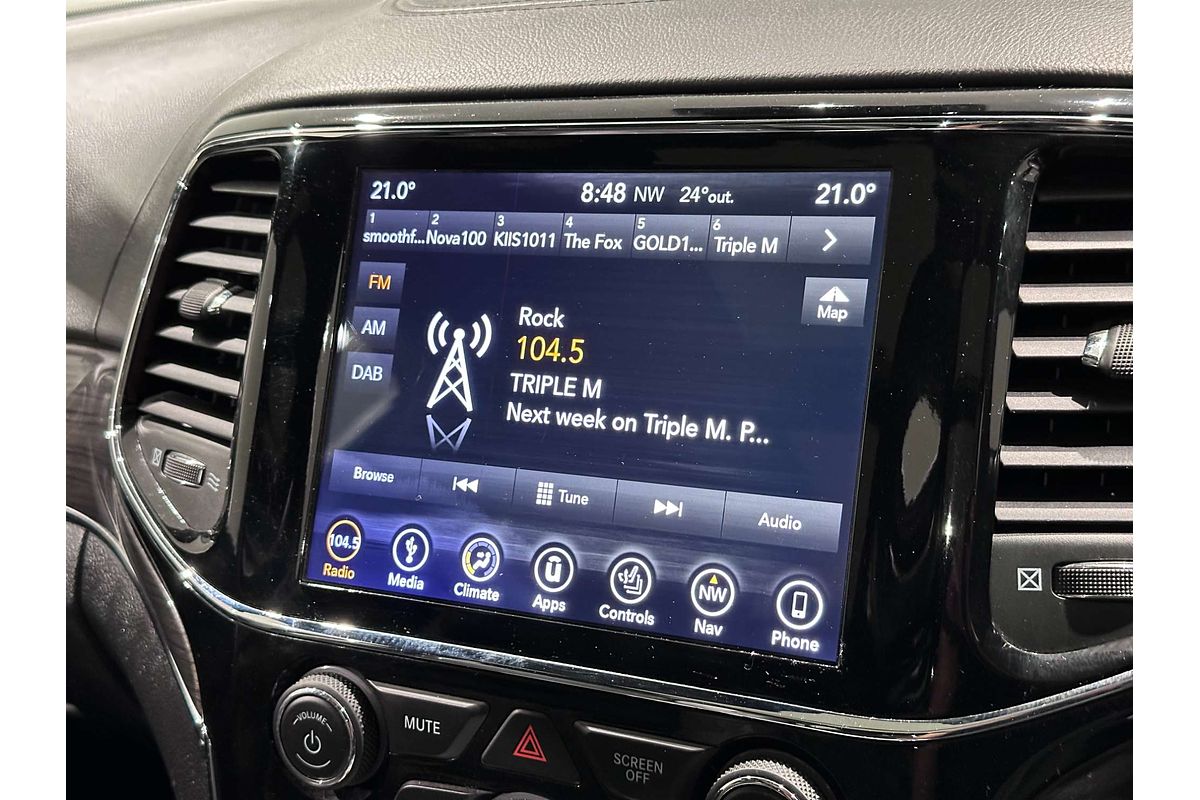 21.0° 8:48 NW 24°out. 21.0°
1 2 3 4 5 6
smoothf... Nova100 KIIS1011 The Fox GOLD1... Triple M
FM
AM
DAB
Map
Rock
104.5
TRIPLE M
Next week on Triple M. P...
Browse Tune Audio
104.5 NW
Radio Media Climate Apps Controls Nav Phone
VOLUME
MUTE
SCREEN
OFF